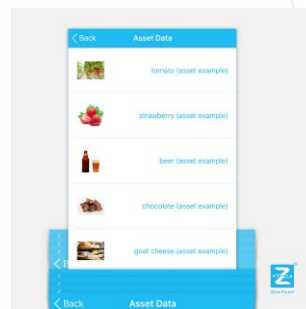 Back Asset Data
tomato (asset example)
strawberry (asset example)
beer (asset example)
chocolate (asset example)
goat cheese (asset example)
Back Asset Data